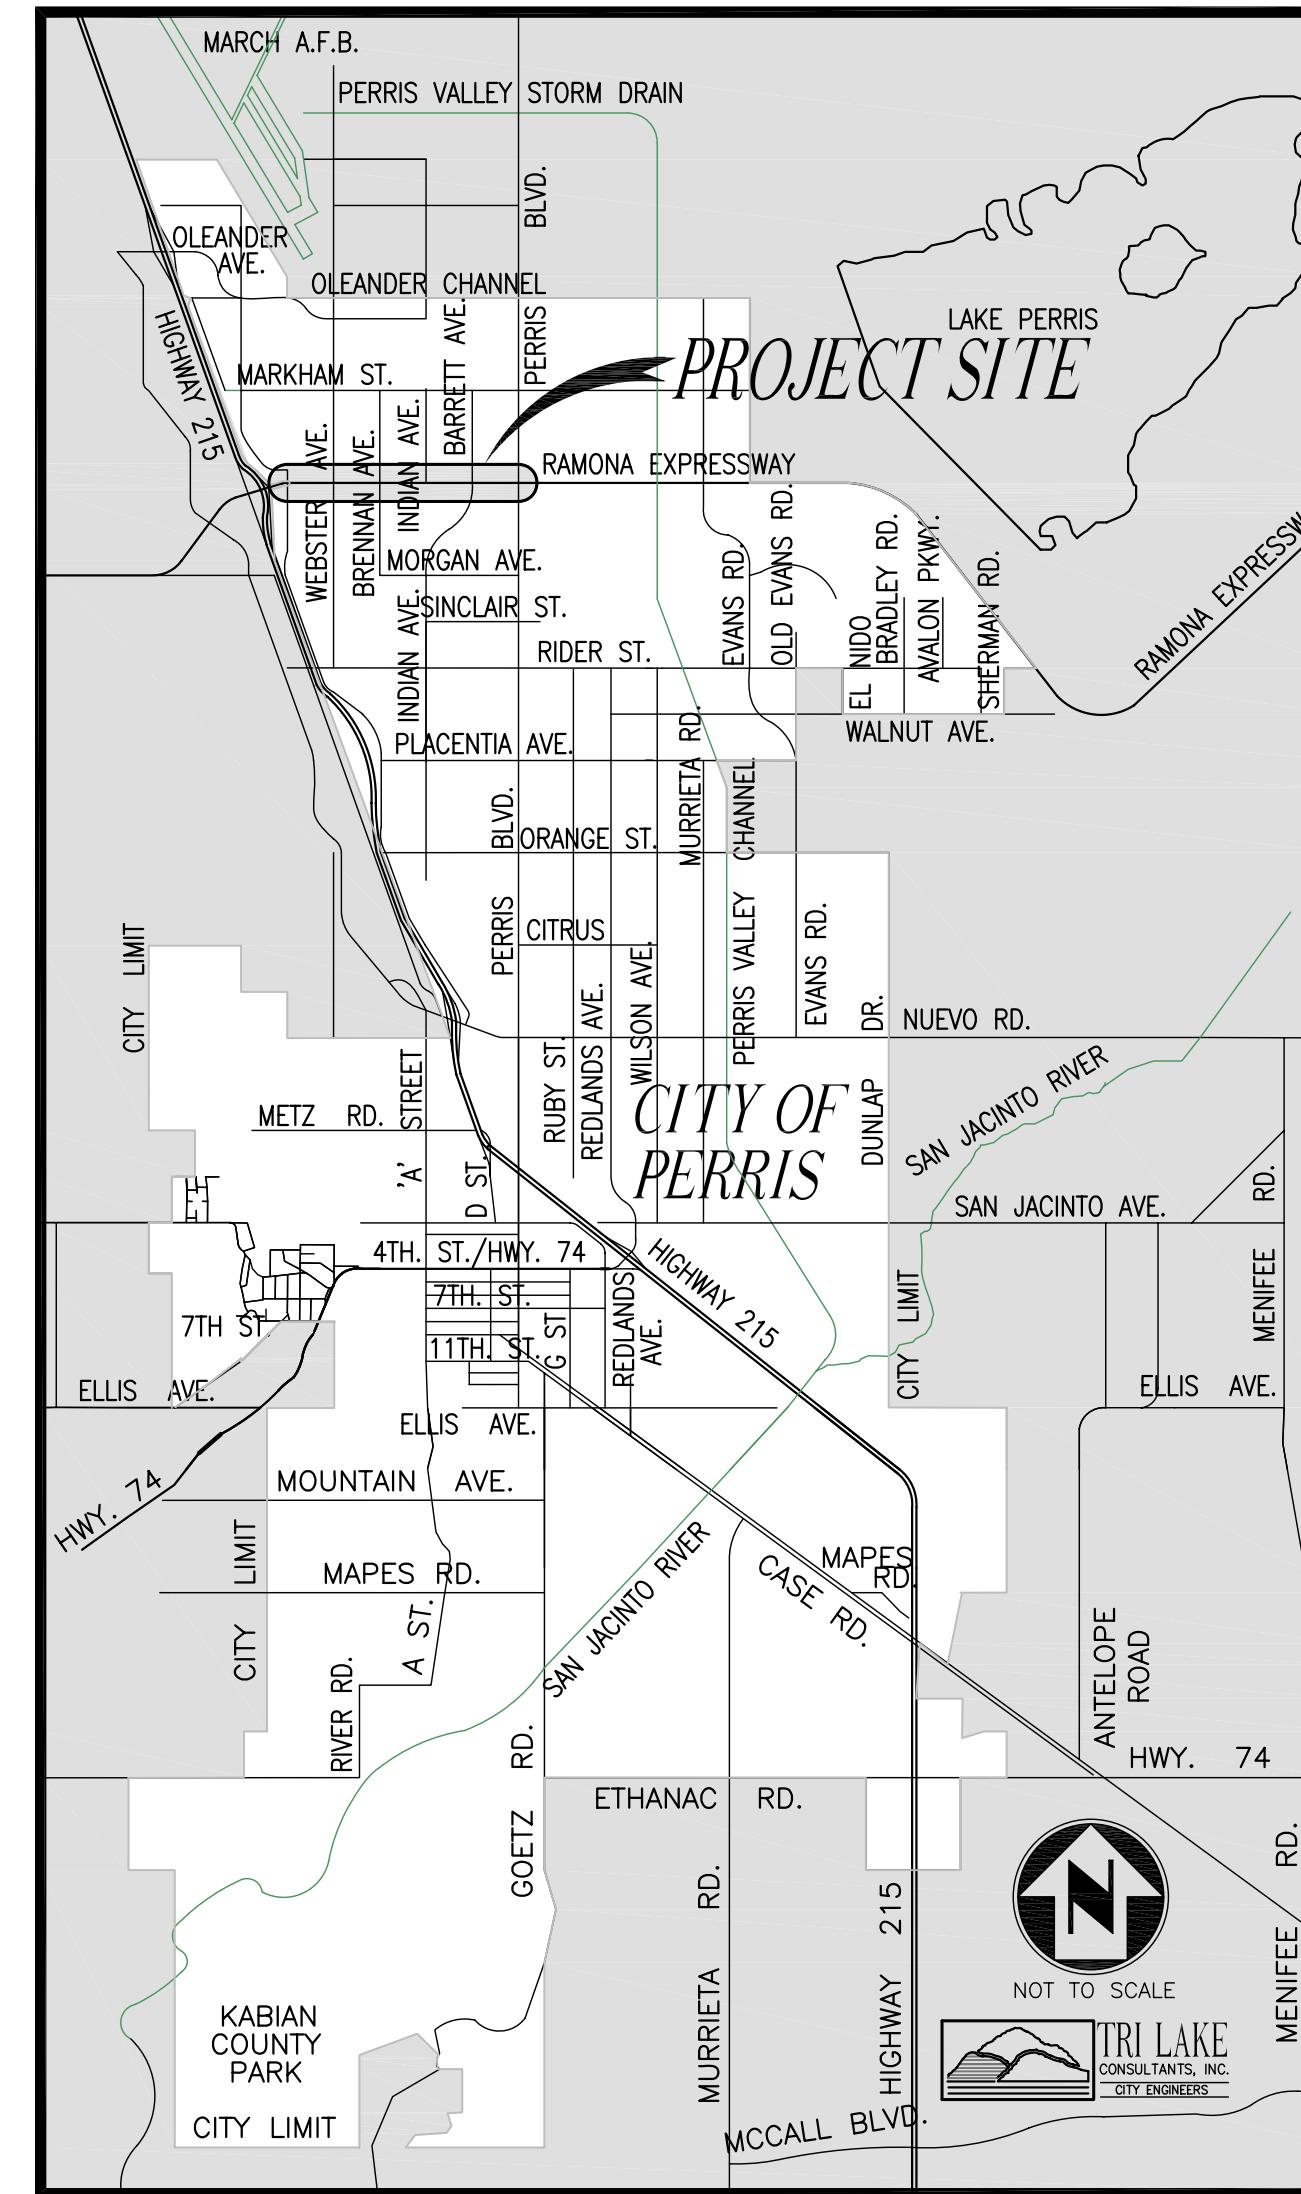 MARCH A.F.B.
PERRIS VALLEY STORM DRAIN
BLVD.
PERRIS
OLEANDER
AVE.
OLEANDER CHANNEL
HIGHWAY 215
LAKE PERRIS
PROJECT SITE
MARKHAM ST.
BARRETT AVE.
WEBSTER AVE.
BRENNAN AVE.
INDIAN AVE.
RAMONA EXPRESSWAY
MORGAN AVE.
SINCLAIR ST.
INDIAN AVE.
RIDER ST.
EVANS RD.
OLD EVANS RD.
EL NIDO
BRADLEY RD.
AVALON PKWY.
SHERMAN RD.
RAMONA EXPRESSW
WALNUT AVE.
PLACENTIA AVE.
MURRIETA RD.
PERRIS BLVD.
ORANGE ST.
PERRIS VALLEY CHANNEL
CITRUS
CITY LIMIT
EVANS RD.
WILSON AVE.
REDLANDS AVE.
RUBY ST.
DUNLAP DR.
NUEVO RD.
SAN JACINTO RIVER
METZ RD.
'A' STREET
D ST.
CITY OF
PERRIS
SAN JACINTO AVE.
MENIFEE RD.
4TH. ST./HWY. 74
HIGHWAY 215
7TH ST.
7TH. ST.
11TH. ST.
G ST
REDLANDS
AVE.
CITY LIMIT
ELLIS AVE.
ELLIS AVE.
ELLIS AVE.
HWY. 74
MOUNTAIN AVE.
CITY LIMIT
MAPES RD.
A ST.
RIVER RD.
SAN JACINTO RIVER
CASE RD.
MAPES
RD.
ANTELOPE
ROAD
HWY. 74
GOETZ RD.
ETHANAC RD.
MURRIETA RD.
HIGHWAY 215
MENIFEE RD.
N
NOT TO SCALE
TRI LAKE
CONSULTANTS, INC.
CITY ENGINEERS
MCCALL BLVD.
KABIAN
COUNTY
PARK
CITY LIMIT